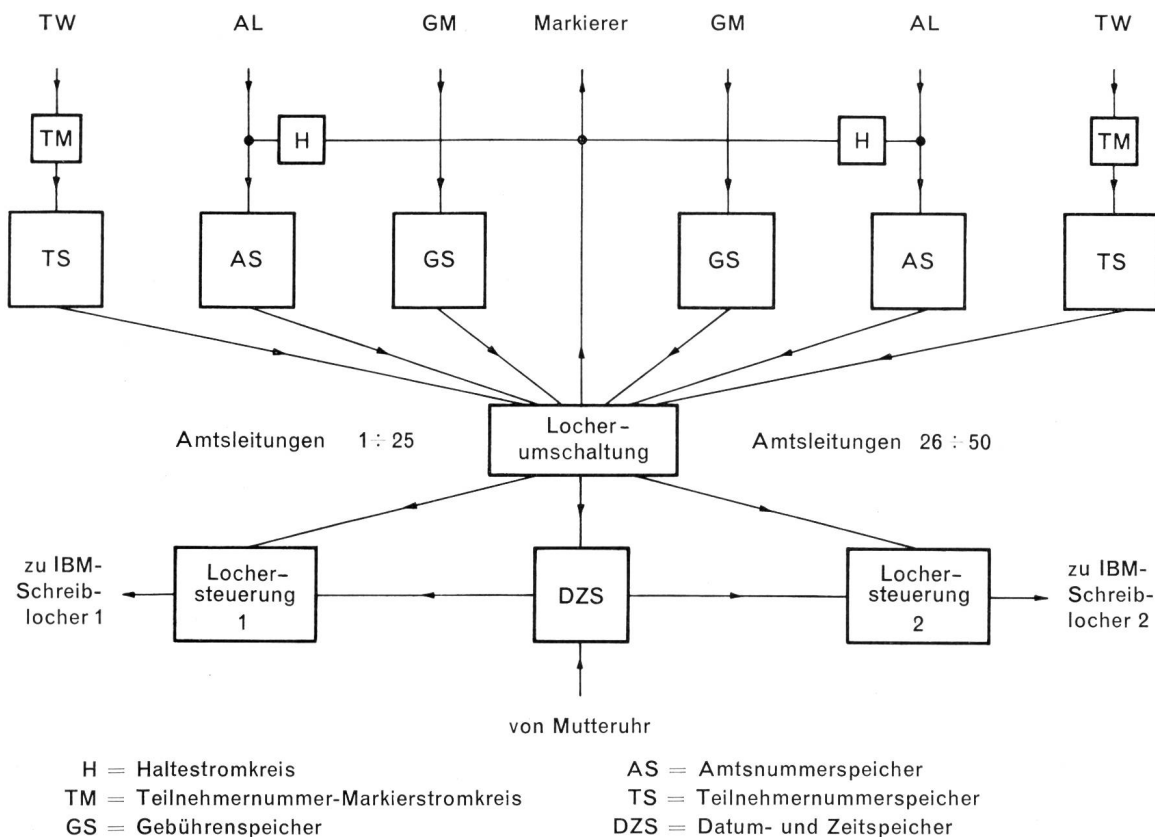 TW AL GM Markierer GM AL TW
TM H H TM
TS AS GS GS AS TS
Amtsleitungen 1 ÷ 25
Locher-
umschaltung
Amtsleitungen 26 ÷ 50
zu IBM-
Schreib-
locher 1
Locher-
steuerung
1
DZS
Locher-
steuerung
2
zu IBM-
Schreib-
locher 2
von Mutteruhr
H = Haltestromkreis
TM = Teilnehmernummer-Markierstromkreis
GS = Gebührenspeicher
AS = Amtsnummerspeicher
TS = Teilnehmernummerspeicher
DZS = Datum- und Zeitspeicher